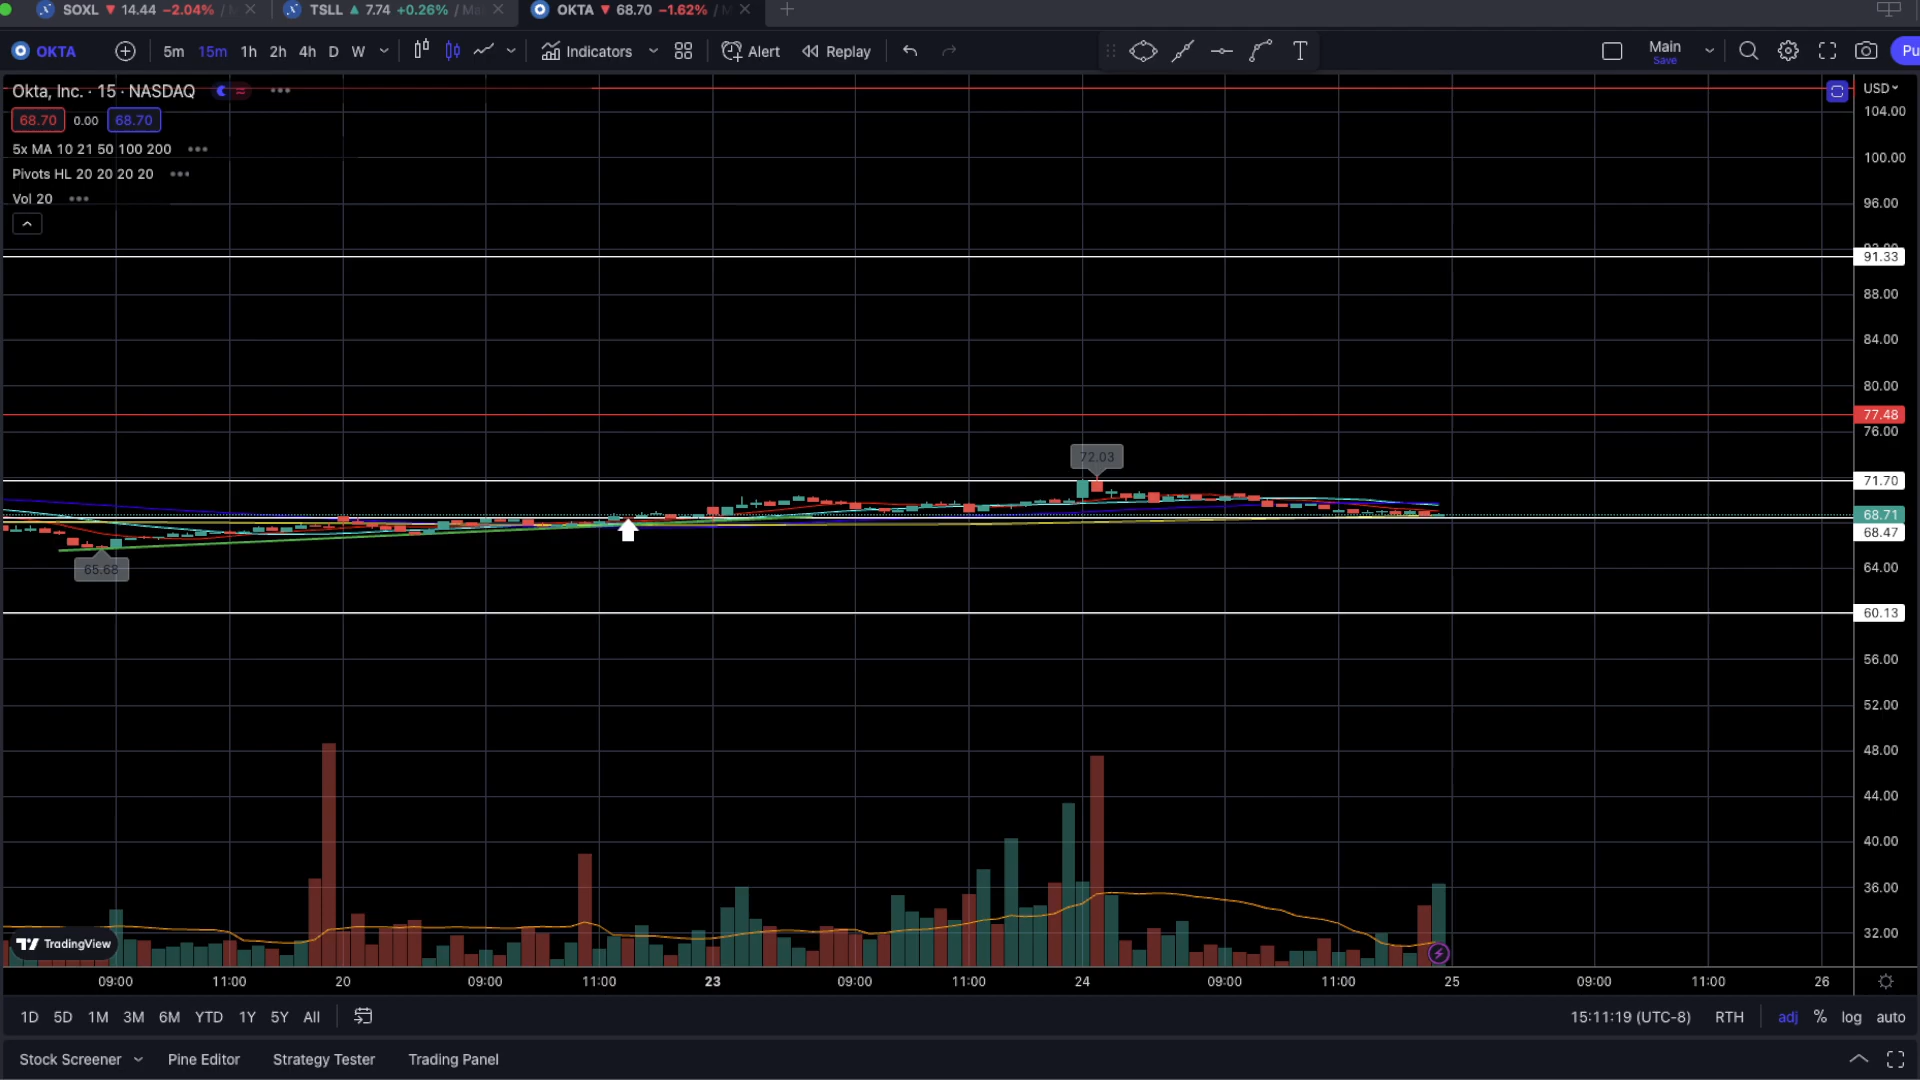 SOXL 14.44 −2.04% /
TSLL 7.74 +0.26% / Mai
OKTA 68.70 −1.62% /
OKTA 5m 15m 1h 2h 4h D W Indicators Alert Replay T Main Save Pu
Okta, Inc. · 15 · NASDAQ
68.70 0.00 68.70
5x MA 10 21 50 100 200
Pivots HL 20 20 20 20
Vol 20
USD
104.00
100.00
96.00
91.33
88.00
84.00
80.00
77.48
76.00
72.03
71.70
68.71
68.47
65.68
64.00
60.13
56.00
52.00
48.00
44.00
40.00
36.00
32.00
TradingView
09:00 11:00 20 09:00 11:00 23 09:00 11:00 24 09:00 11:00 25 09:00 11:00 26
1D 5D 1M 3M 6M YTD 1Y 5Y All 15:11:19 (UTC-8) RTH adj % log auto
Stock Screener Pine Editor Strategy Tester Trading Panel